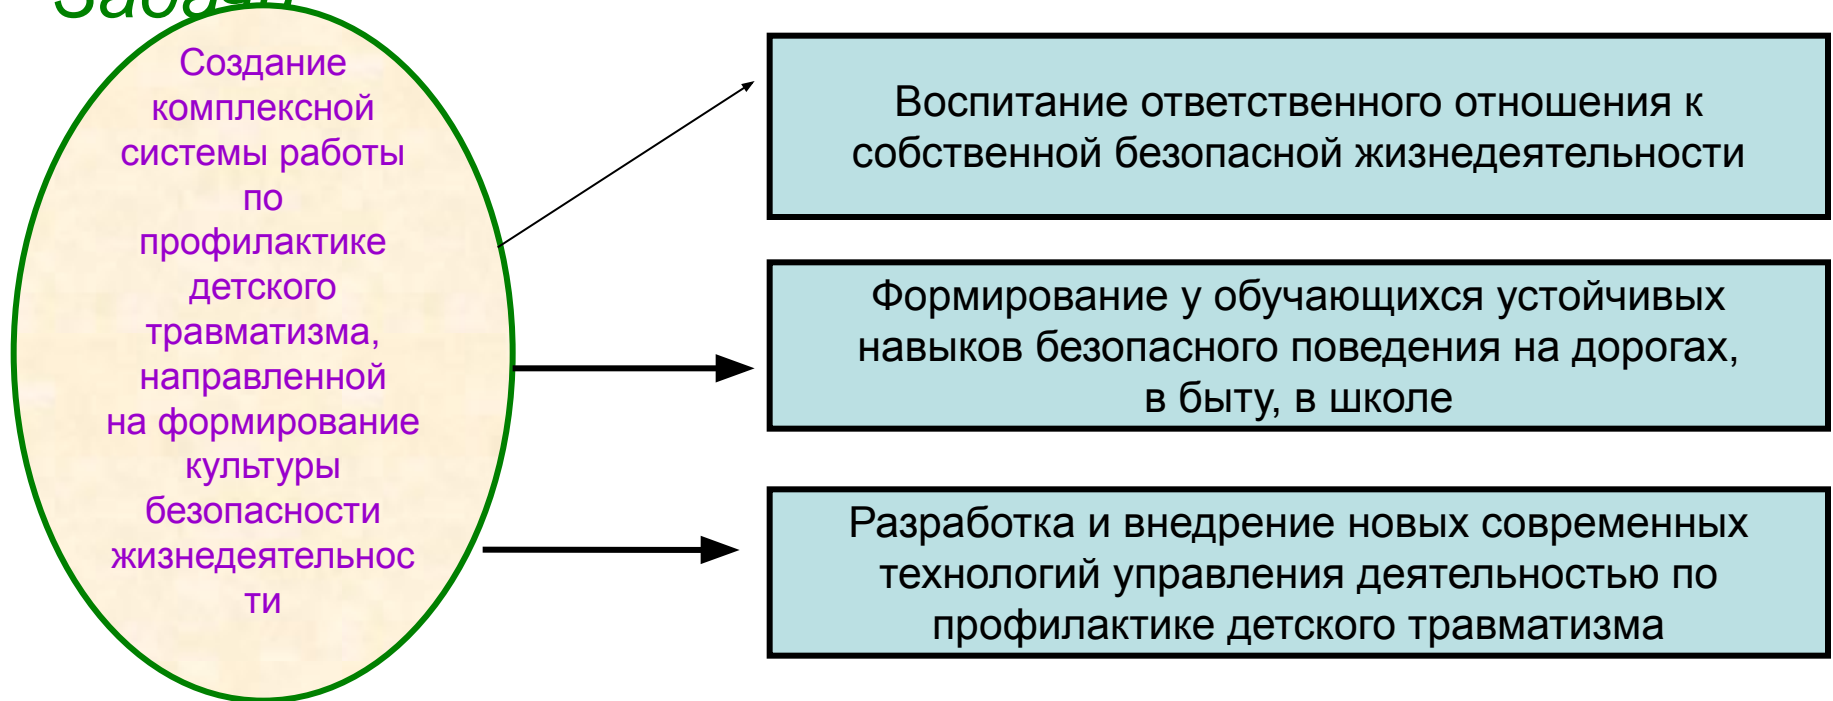 Задачи
Создание
комплексной
системы работы
по
профилактике
детского
травматизма,
направленной
на формирование
культуры
безопасности
жизнедеятельнос
ти
Воспитание ответственного отношения к
собственной безопасной жизнедеятельности
Формирование у обучающихся устойчивых
навыков безопасного поведения на дорогах,
в быту, в школе
Разработка и внедрение новых современных
технологий управления деятельностью по
профилактике детского травматизма